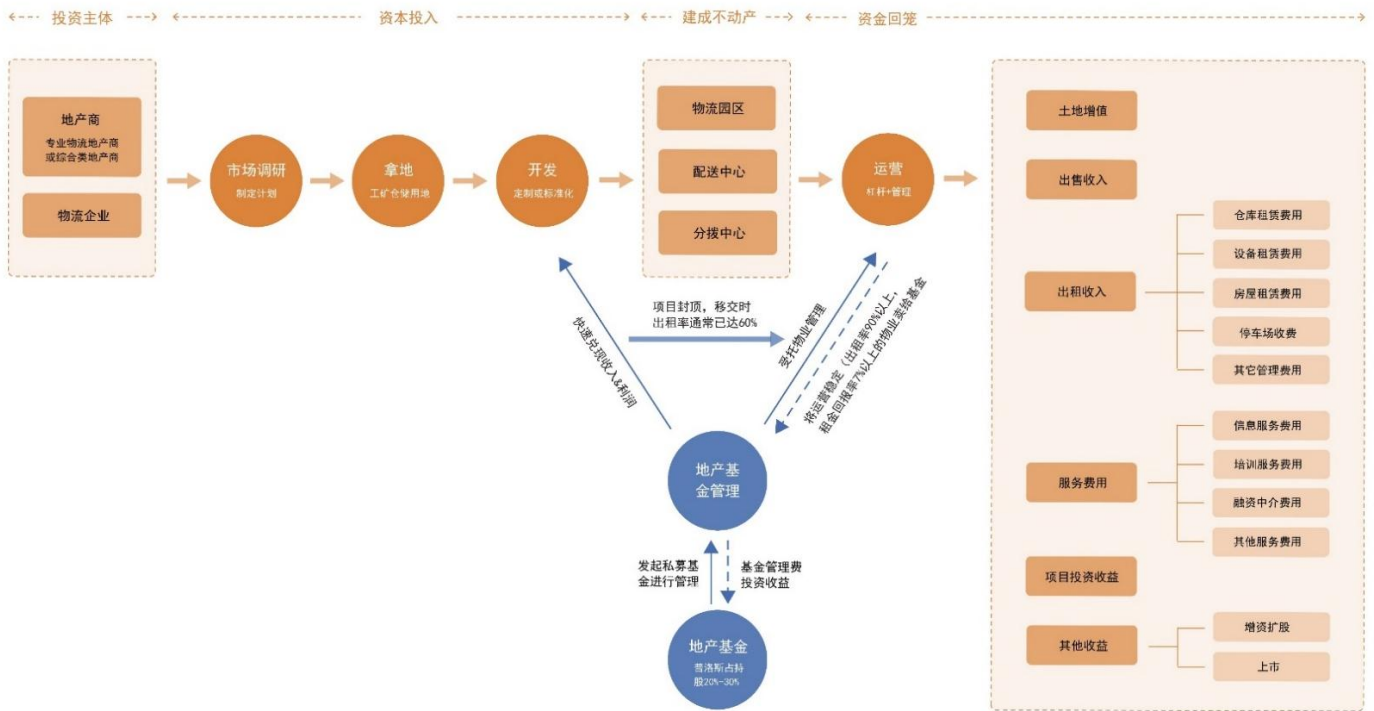 投资主体
资本投入
建成不动产
资金回笼
地产商
专业物流地产商
或综合类地产商
物流企业
市场调研
制定计划
拿地
工矿仓储用地
开发
定制或标准化
物流园区
配送中心
分拨中心
运营
杠杆+管理
土地增值
出售收入
出租收入
仓库租赁费用
设备租赁费用
房屋租赁费用
停车场收费
其它管理费用
服务费用
信息服务费用
培训服务费用
融资中介费用
其他服务费用
项目投资收益
其他收益
增资扩股
上市
快速兑现收入&利润
项目封顶，移交时
出租率通常已达60%
受托物业管理
将运营稳定（出租率90%以上，
租金回报率7%以上的物业卖给基金
地产基
金管理
发起私募基
金进行管理
基金管理费
投资收益
地产基金
普洛斯占持
股20%-30%